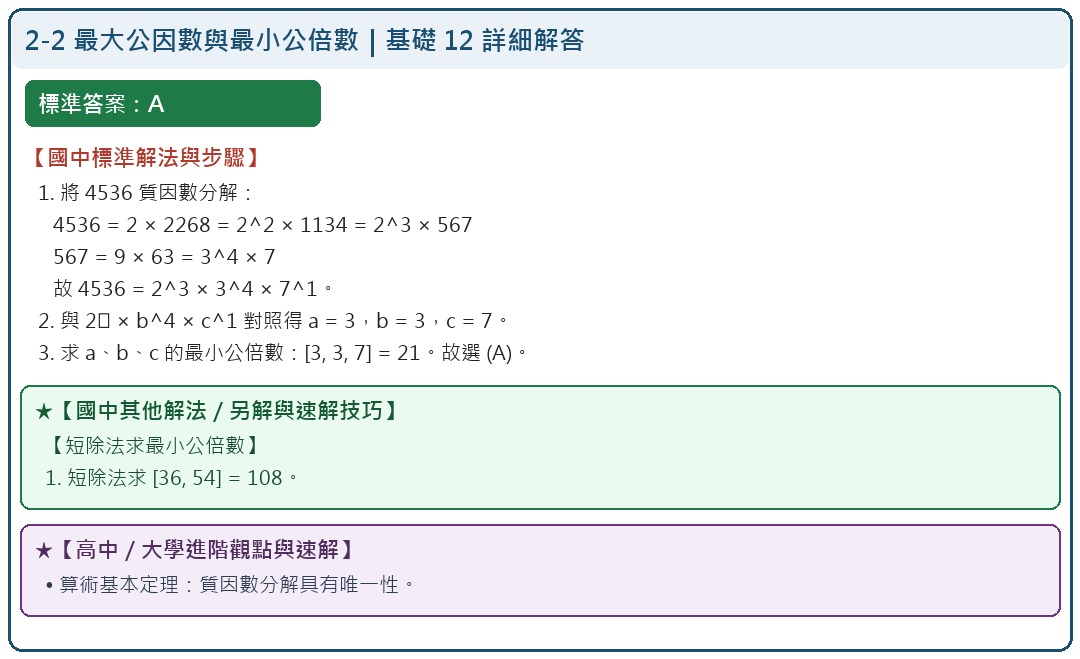 2-2 最大公因數與最小公倍數 | 基礎 12 詳細解答
標準答案：A
【國中標準解法與步驟】
1. 將 4536 質因數分解：
4536 = 2 × 2268 = 2^2 × 1134 = 2^3 × 567
567 = 9 × 63 = 3^4 × 7
故 4536 = 2^3 × 3^4 × 7^1。
2. 與 2▯ × b^4 × c^1 對照得 a = 3，b = 3，c = 7。
3. 求 a、b、c 的最小公倍數：[3, 3, 7] = 21。故選 (A)。
★【國中其他解法 / 另解與速解技巧】
【短除法求最小公倍數】
1. 短除法求 [36, 54] = 108。
★【高中 / 大學進階觀點與速解】
• 算術基本定理：質因數分解具有唯一性。